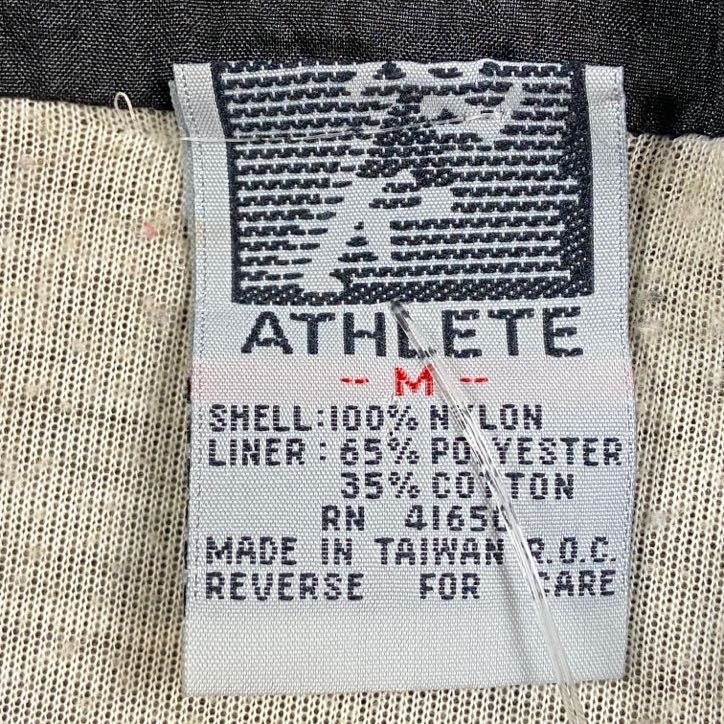 ATHLETE
-- M --
SHELL: 100% NYLON
LINER : 65% POLYESTER
35% COTTON
RN 41650
MADE IN TAIWAN R.O.C.
REVERSE FOR CARE